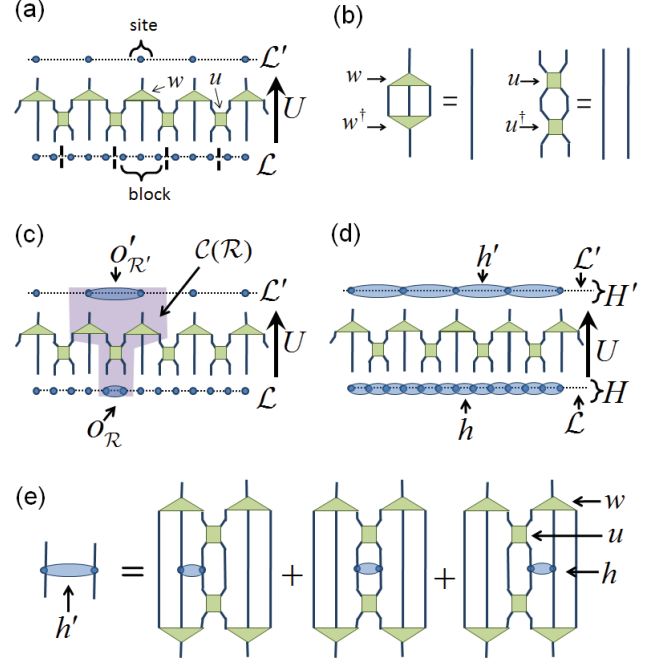 (a)
site
ℒ′
w
u
U
ℒ
block
(b)
w
w†
=
u
u†
=
(c)
o′ℛ′
𝒞(ℛ)
ℒ′
U
ℒ
oℛ
(d)
h′
ℒ′
H′
U
H
h
ℒ
(e)
w
u
h
= + +
h′